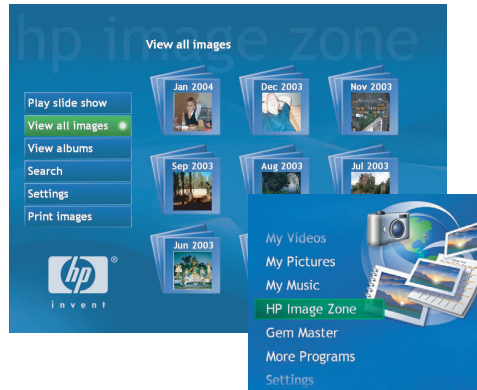 hp image zone
View all images
Jan 2004
Dec 2003
Nov 2003
Play slide show
View all images
View albums
Search
Settings
Print images
Sep 2003
Aug 2003
Jul 2003
Jun 2003
hp®
invent
My Videos
My Pictures
My Music
HP Image Zone
Gem Master
More Programs
Settings